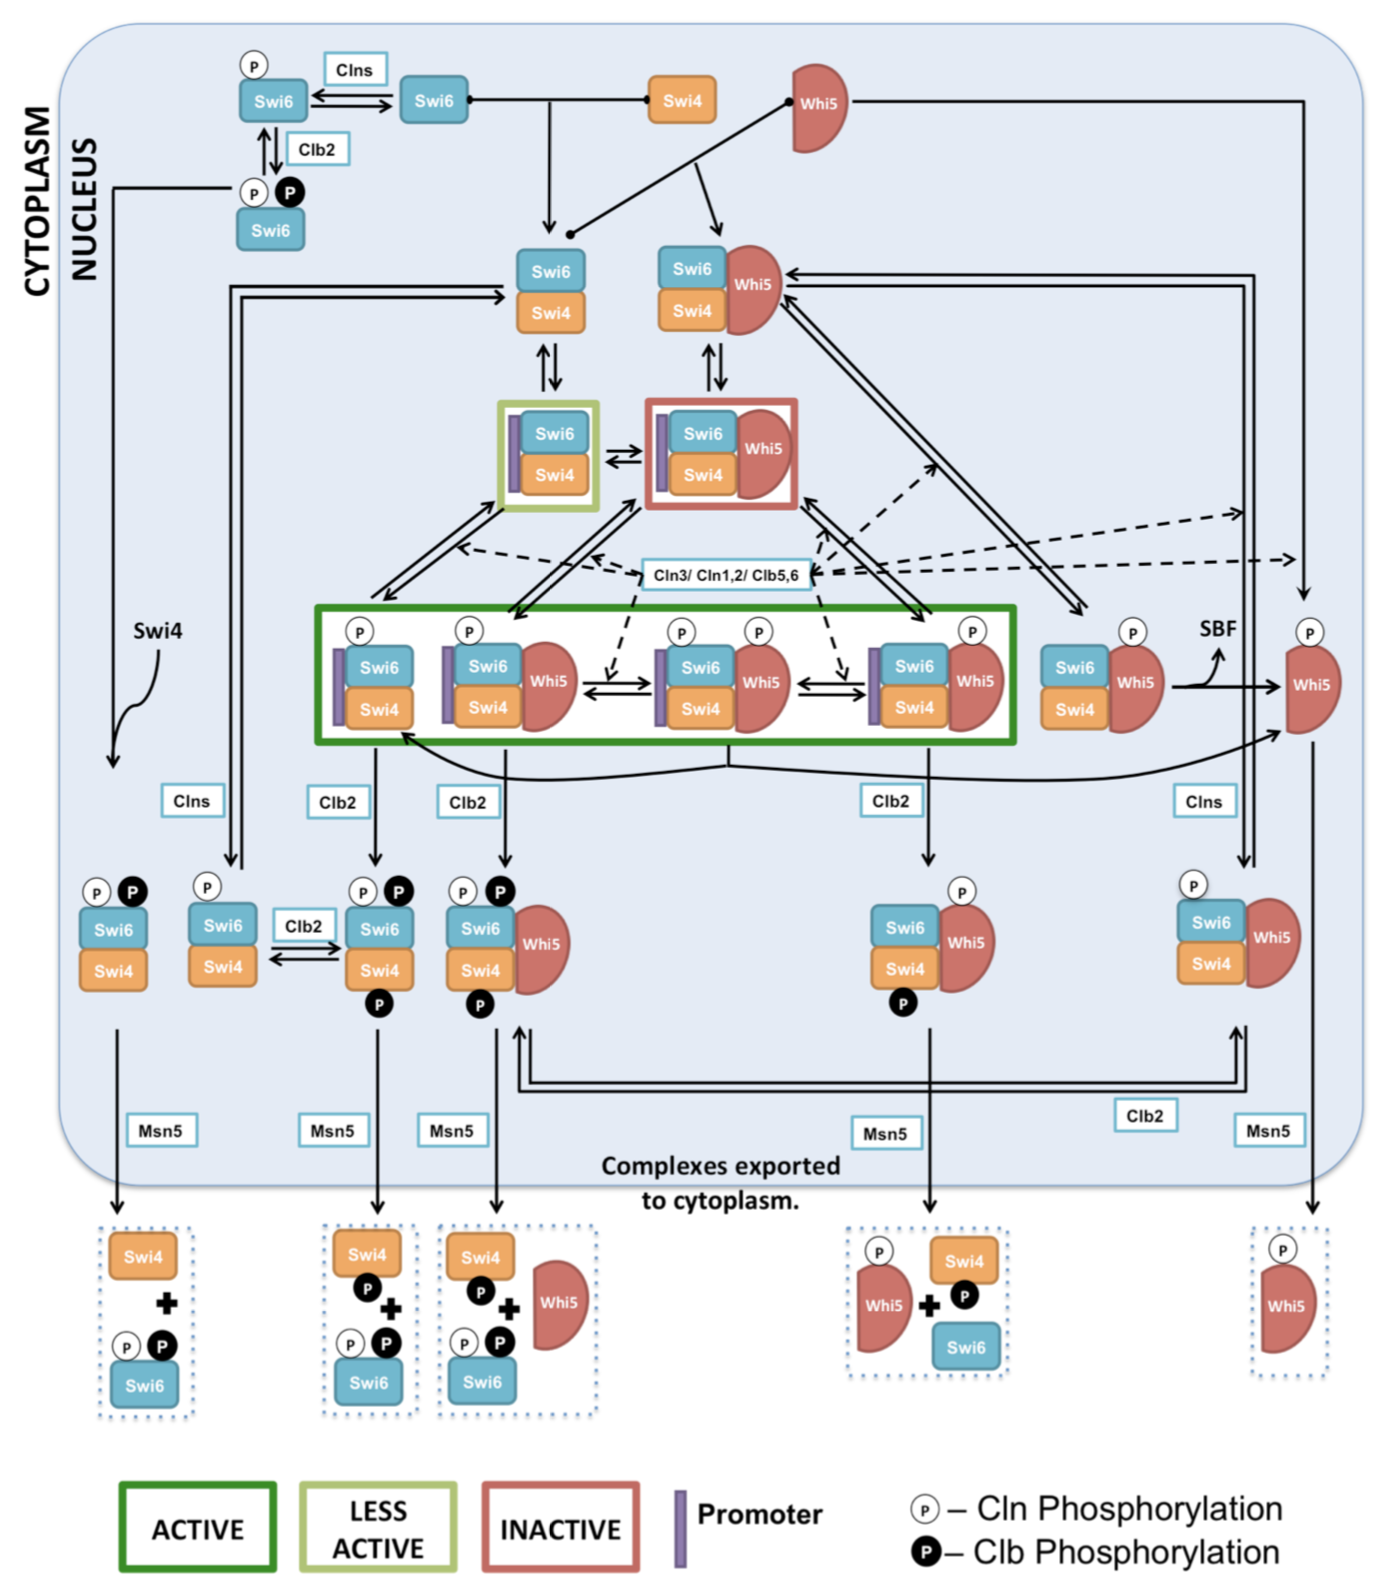 CYTOPLASM
NUCLEUS
P
Clns
Swi6
Swi6
Swi4
Whi5
Clb2
P P
Swi6
Swi6
Swi4
Swi6
Swi4
Whi5
Swi6
Swi4
Swi6
Swi4
Whi5
Cln3/ Cln1,2/ Clb5,6
Swi4
SBF
P
Swi6
Swi4
P
Swi6
Swi4
Whi5
P P
Swi6
Swi4
Whi5
P
Swi6
Swi4
Whi5
P
Swi6
Swi4
Whi5
P
Whi5
Clns
Clb2
Clb2
Clb2
Clns
P P
Swi6
Swi4
P
Swi6
Swi4
Clb2
P P
Swi6
Swi4
P
P P
Swi6
Swi4
Whi5
P
P
Swi6
Swi4
Whi5
P
P
Swi6
Swi4
Whi5
Msn5
Msn5
Msn5
Msn5
Clb2
Msn5
Complexes exported
to cytoplasm.
Swi4
P P
Swi6
Swi4
P
P P
Swi6
Swi4
P
Whi5
P P
Swi6
P
Whi5
Swi4
P
Swi6
P
Whi5
ACTIVE
LESS
ACTIVE
INACTIVE
Promoter
P – Cln Phosphorylation
P – Clb Phosphorylation